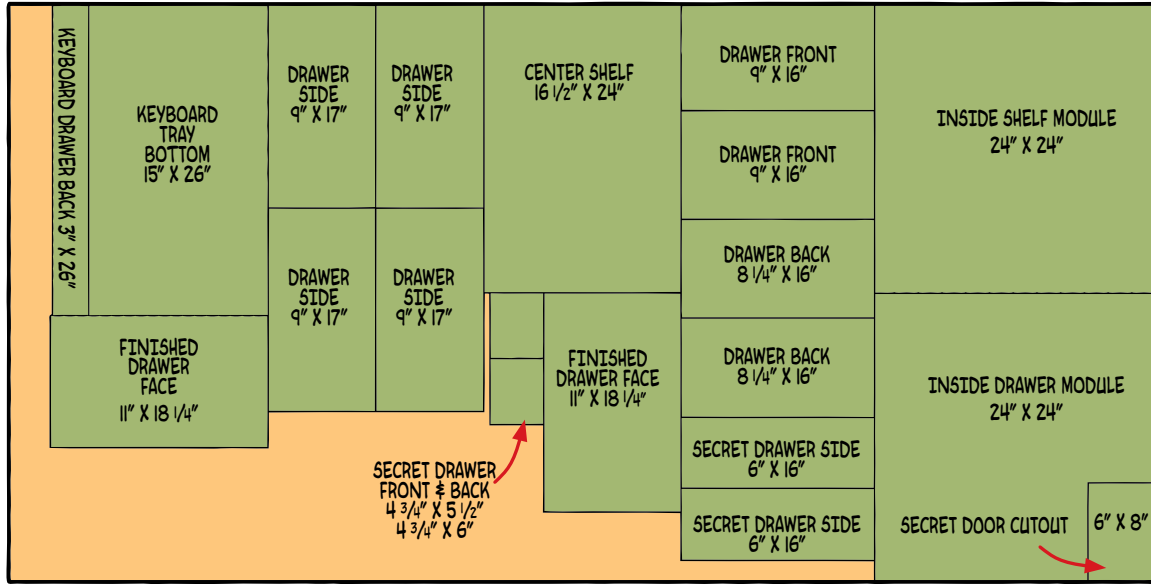 KEYBOARD DRAWER BACK 3" X 26"
KEYBOARD
TRAY
BOTTOM
15" X 26"
DRAWER
SIDE
9" X 17"
DRAWER
SIDE
9" X 17"
CENTER SHELF
16 1/2" X 24"
DRAWER FRONT
9" X 16"
INSIDE SHELF MODULE
24" X 24"
DRAWER FRONT
9" X 16"
DRAWER BACK
8 1/4" X 16"
DRAWER
SIDE
9" X 17"
DRAWER
SIDE
9" X 17"
FINISHED
DRAWER
FACE
11" X 18 1/4"
FINISHED
DRAWER FACE
11" X 18 1/4"
DRAWER BACK
8 1/4" X 16"
INSIDE DRAWER MODULE
24" X 24"
SECRET DRAWER
FRONT & BACK
4 3/4" X 5 1/2"
4 3/4" X 6"
SECRET DRAWER SIDE
6" X 16"
SECRET DRAWER SIDE
6" X 16"
SECRET DOOR CUTOUT
6" X 8"